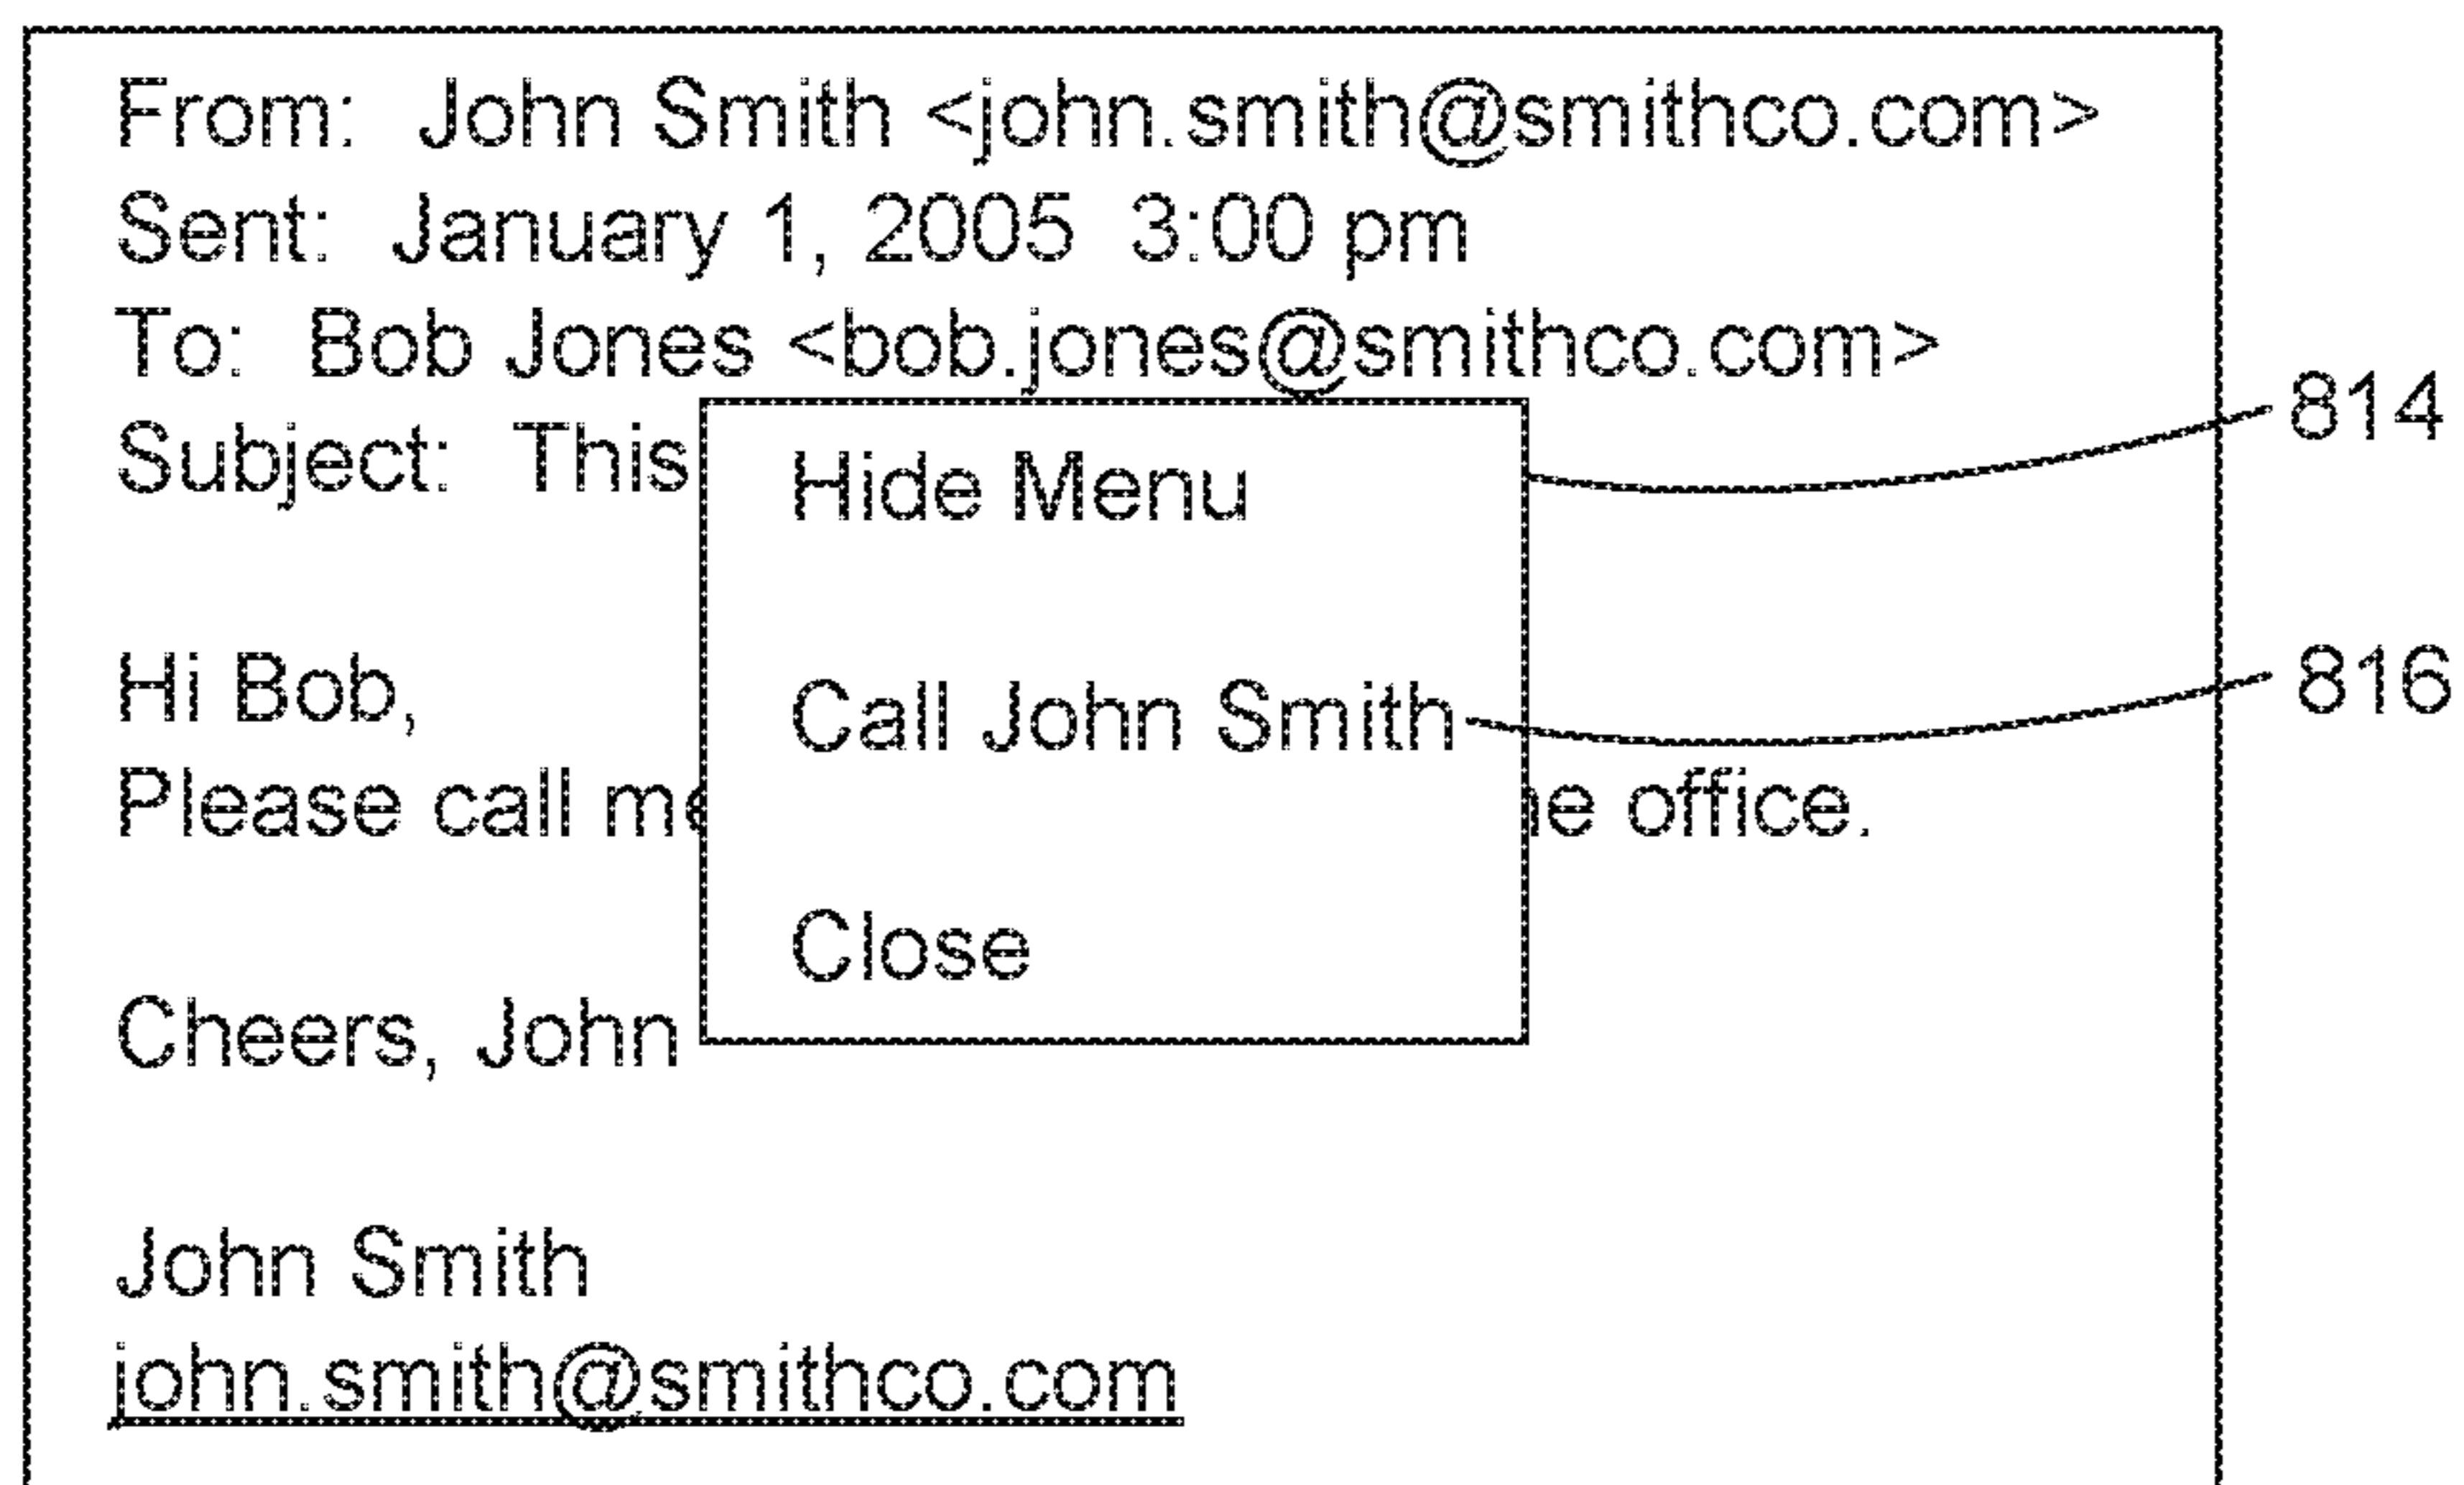 From: John Smith <john.smith@smithco.com>
Sent: January 1, 2005 3:00 pm
To: Bob Jones <bob.jones@smithco.com>
814
Subject: This
Hide Menu
Hi Bob,
816
Call John Smith
Please call me
office.
Close
Cheers, John
John Smith
john.smith@smithco.com